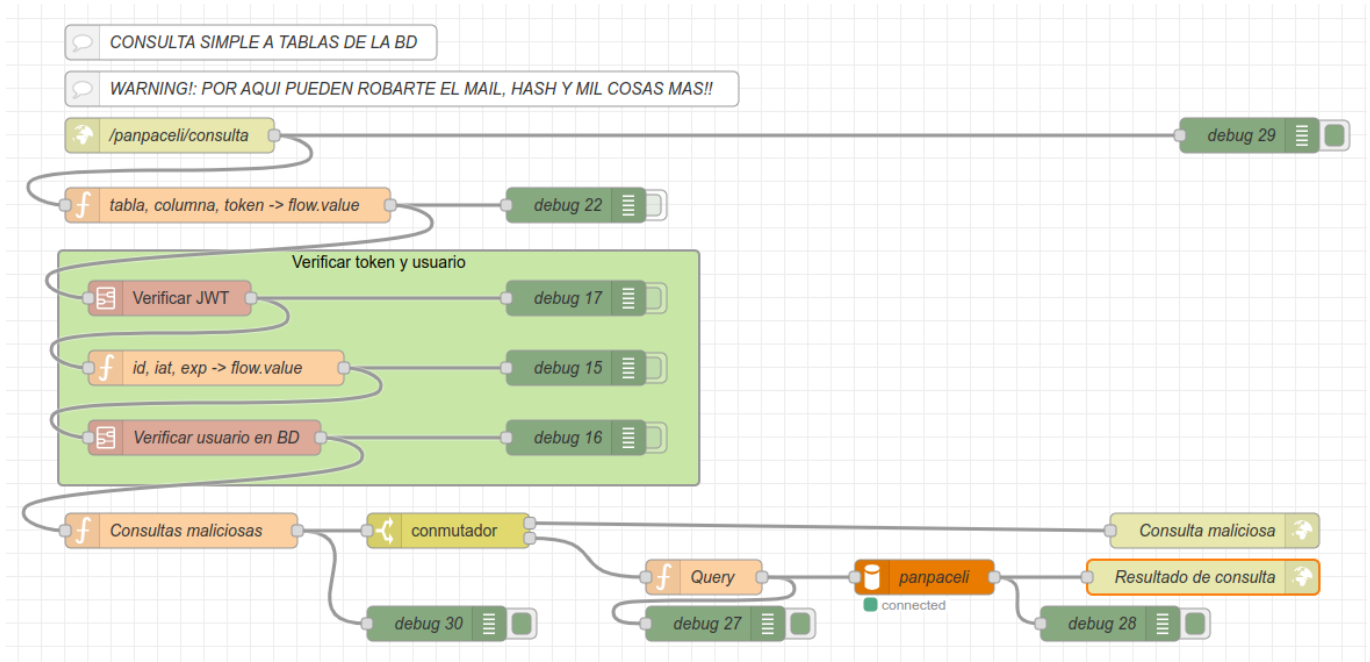 CONSULTA SIMPLE A TABLAS DE LA BD
WARNING!: POR AQUI PUEDEN ROBARTE EL MAIL, HASH Y MIL COSAS MAS!!
/panpaceli/consulta
debug 29
tabla, columna, token -> flow.value
debug 22
Verificar token y usuario
Verificar JWT
debug 17
id, iat, exp -> flow.value
debug 15
Verificar usuario en BD
debug 16
Consultas maliciosas
conmutador
Consulta maliciosa
Query
panpaceli
Resultado de consulta
connected
debug 30
debug 27
debug 28